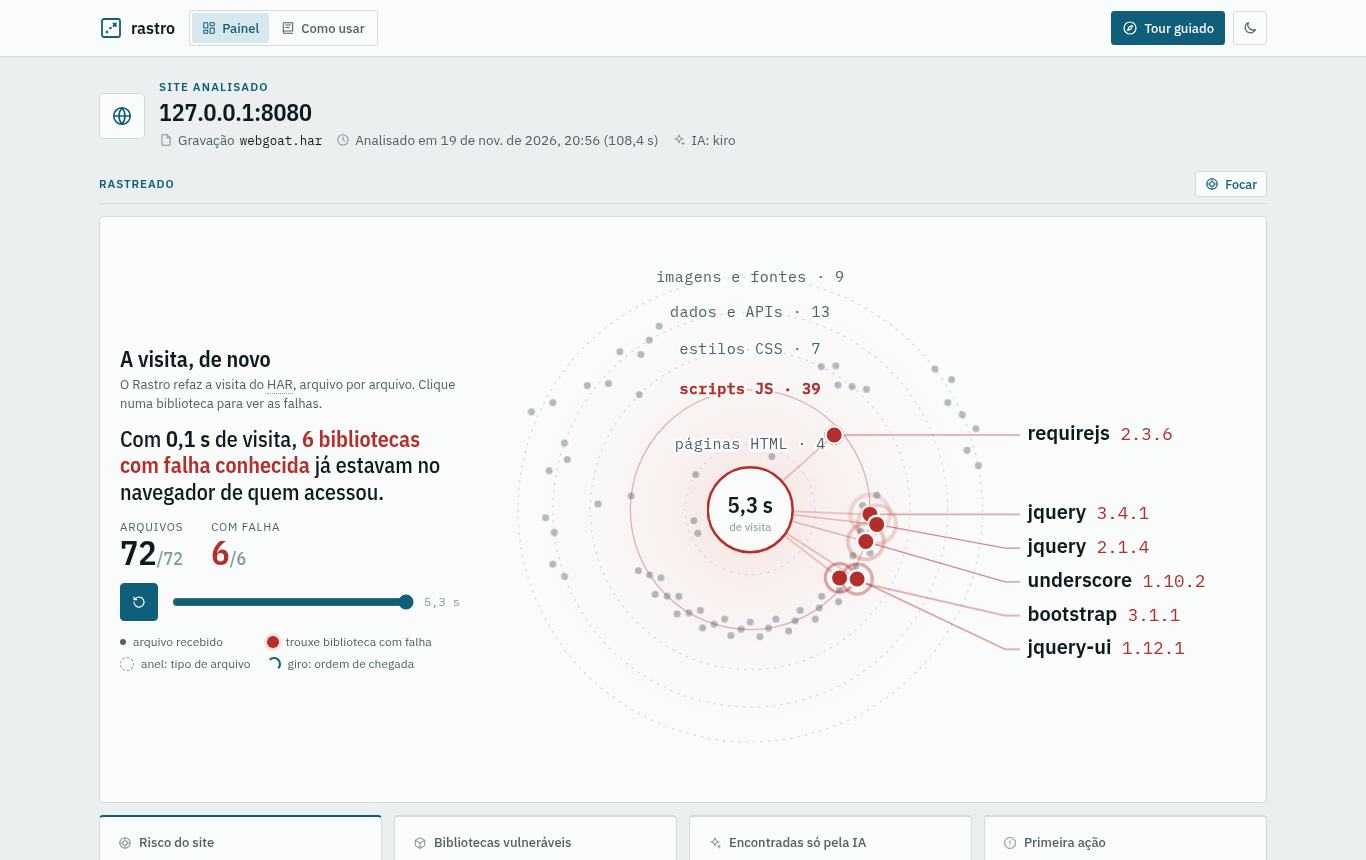 rastro
Painel
Como usar
Tour guiado
SITE ANALISADO
127.0.0.1:8080
Gravação webgoat.har
Analisado em 19 de nov. de 2026, 20:56 (108,4 s)
IA: kiro
RASTREADO
Focar
A visita, de novo
O Rastro refaz a visita do HAR, arquivo por arquivo. Clique
numa biblioteca para ver as falhas.
Com 0,1 s de visita, 6 bibliotecas
com falha conhecida já estavam no
navegador de quem acessou.
ARQUIVOS
COM FALHA
72/72
6/6
5,3 s
arquivo recebido
trouxe biblioteca com falha
anel: tipo de arquivo
giro: ordem de chegada
imagens e fontes · 9
dados e APIs · 13
estilos CSS · 7
scripts JS · 39
páginas HTML · 4
5,3 s
de visita
requirejs 2.3.6
jquery 3.4.1
jquery 2.1.4
underscore 1.10.2
bootstrap 3.1.1
jquery-ui 1.12.1
Risco do site
Bibliotecas vulneráveis
Encontradas só pela IA
Primeira ação